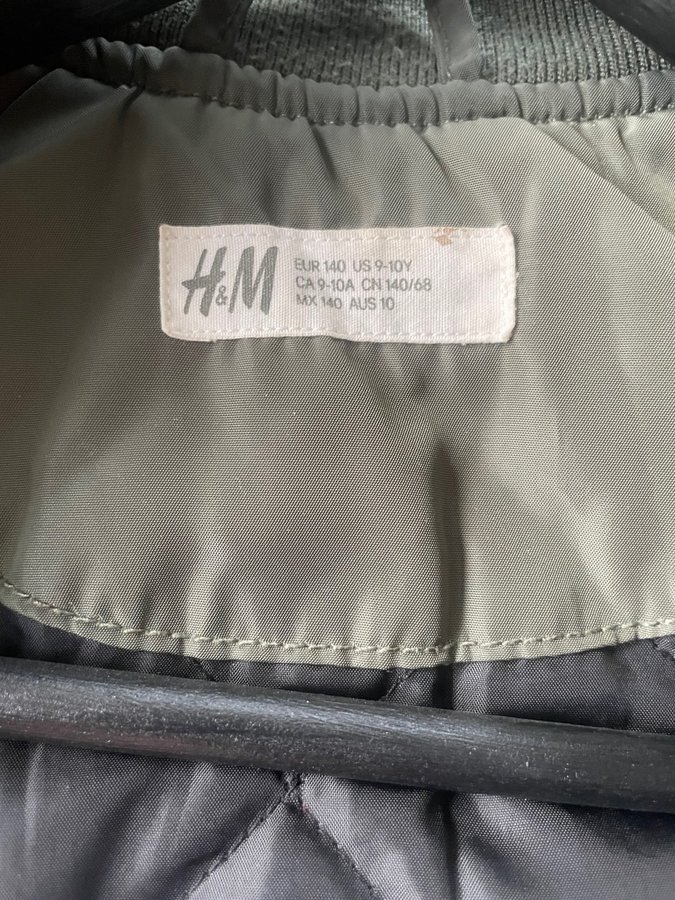 H&M
EUR 140 US 9-10Y
CA 9-10A CN 140/68
MX 140 AUS 10